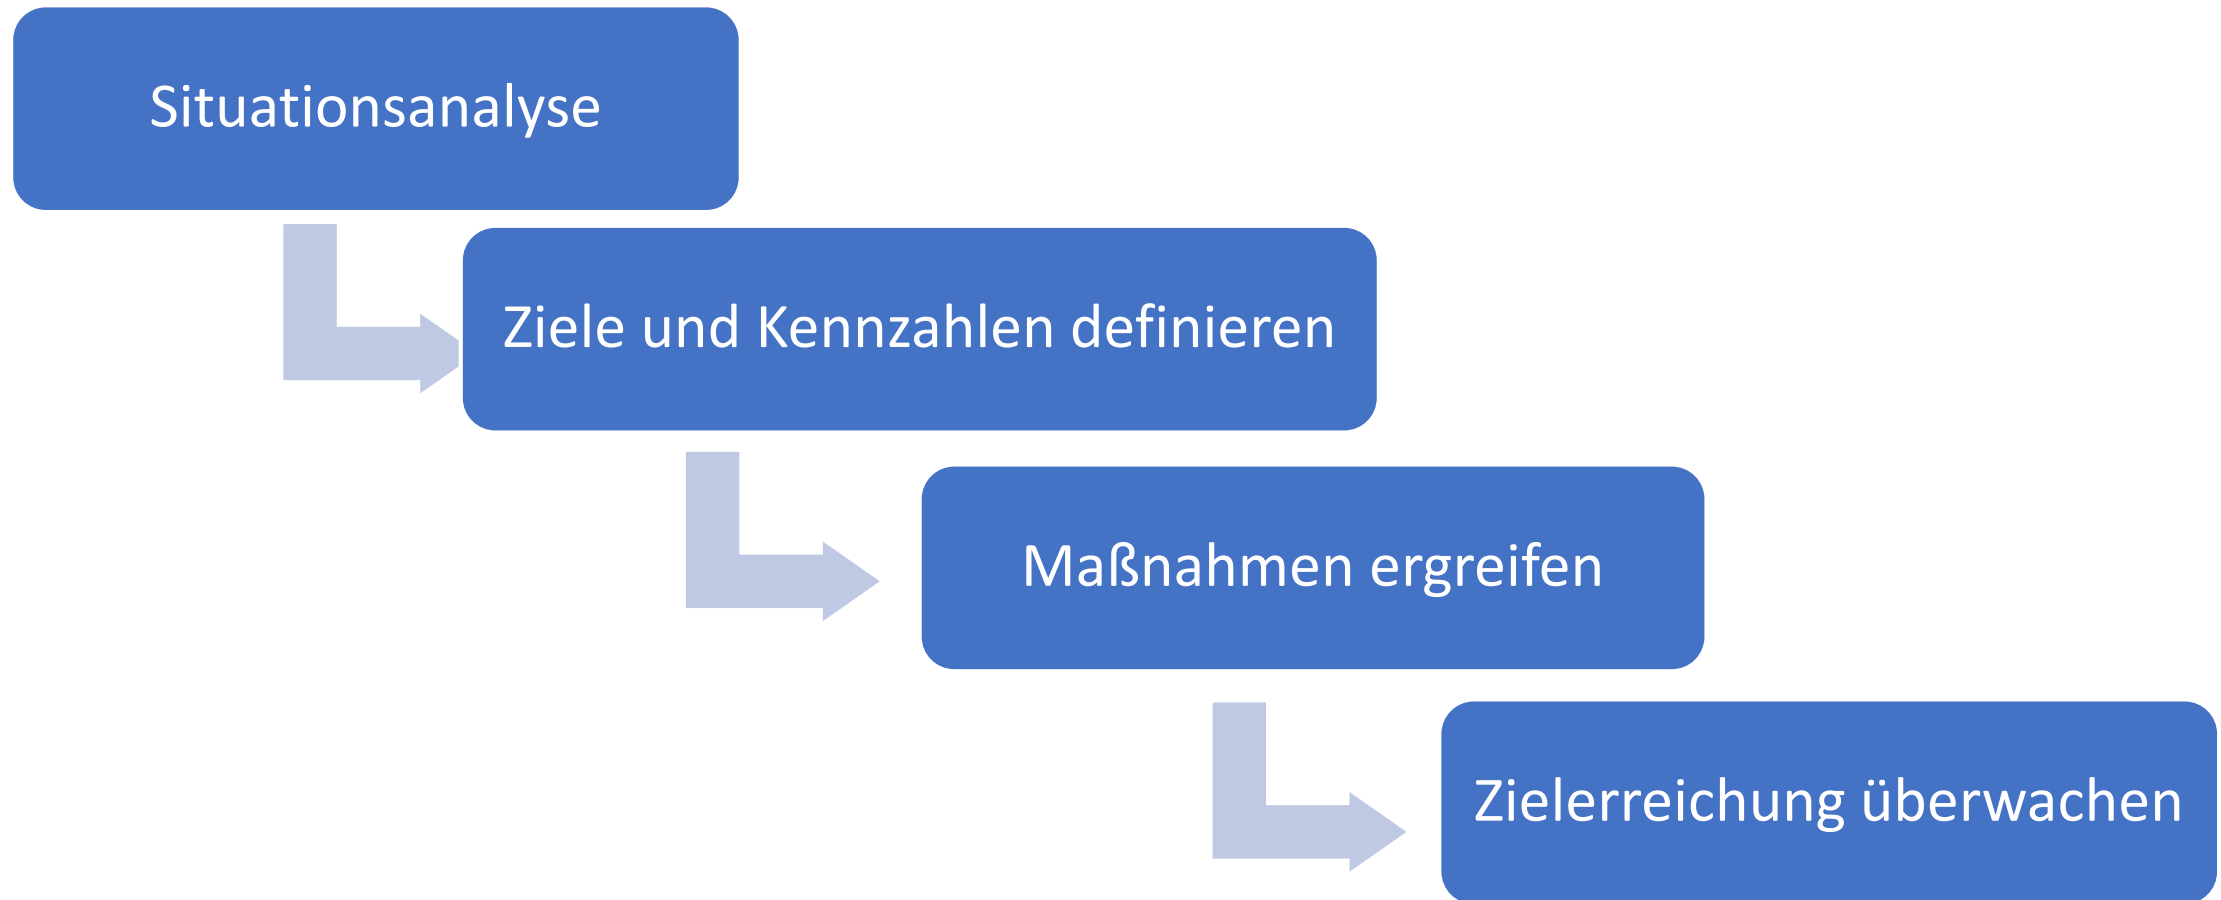 Situationsanalyse
Ziele und Kennzahlen definieren
Maßnahmen ergreifen
Zielerreichung überwachen